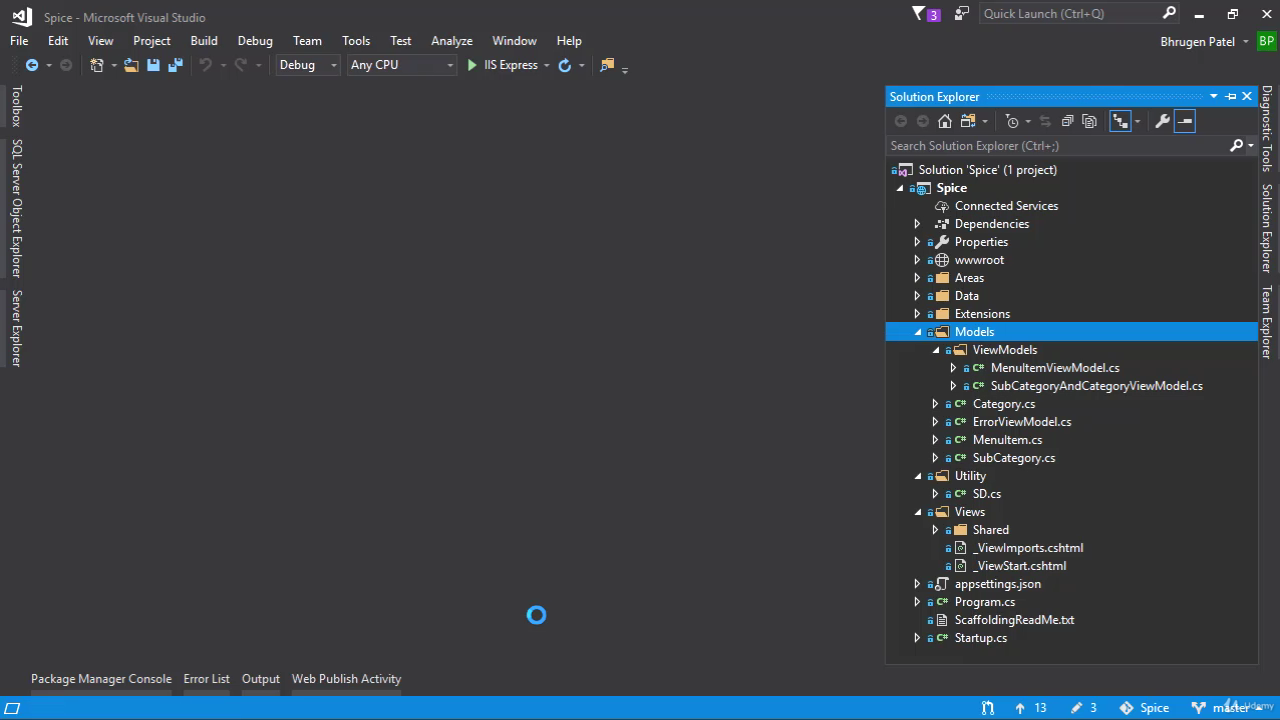 Spice - Microsoft Visual Studio
3
Quick Launch (Ctrl+Q)
File Edit View Project Build Debug Team Tools Test Analyze Window Help
Bhrugen Patel BP
Debug Any CPU IIS Express
Toolbox
SQL Server Object Explorer
Server Explorer
Solution Explorer
Search Solution Explorer (Ctrl+;)
Solution 'Spice' (1 project)
Spice
Connected Services
Dependencies
Properties
wwwroot
Areas
Data
Extensions
Models
ViewModels
C# MenuItemViewModel.cs
C# SubCategoryAndCategoryViewModel.cs
C# Category.cs
C# ErrorViewModel.cs
C# MenuItem.cs
C# SubCategory.cs
Utility
C# SD.cs
Views
Shared
_ViewImports.cshtml
_ViewStart.cshtml
appsettings.json
C# Program.cs
ScaffoldingReadMe.txt
C# Startup.cs
Diagnostic Tools
Solution Explorer
Team Explorer
Package Manager Console Error List Output Web Publish Activity
13 3 Spice master
Udemy